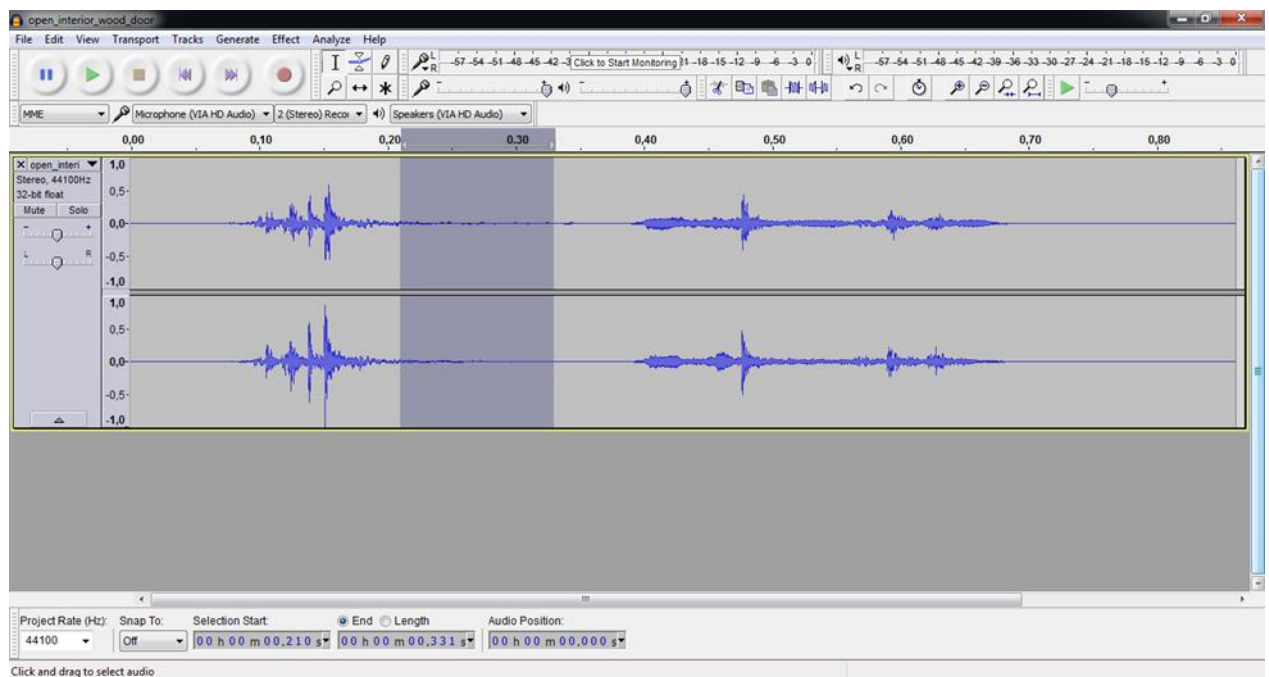 open_interior_wood_door
File Edit View Transport Tracks Generate Effect Analyze Help
L R -57 -54 -51 -48 -45 -42 -3 Click to Start Monitoring 21 -18 -15 -12 -9 -6 -3 0 L R -57 -54 -51 -48 -45 -42 -39 -36 -33 -30 -27 -24 -21 -18 -15 -12 -9 -6 -3 0
MME Microphone (VIA HD Audio) 2 (Stereo) Recor Speakers (VIA HD Audio)
0,00 0,10 0,20 0,30 0,40 0,50 0,60 0,70 0,80
open_interi 1,0
Stereo, 44100Hz
32-bit float 0,5-
Mute Solo
- + 0,0-
L R -0,5-
-1,0
1,0
0,5-
0,0-
-0,5-
-1,0
Project Rate (Hz): Snap To: Selection Start: End Length Audio Position:
44100 Off 00 h 00 m 00,210 s 00 h 00 m 00,331 s 00 h 00 m 00,000 s
Click and drag to select audio